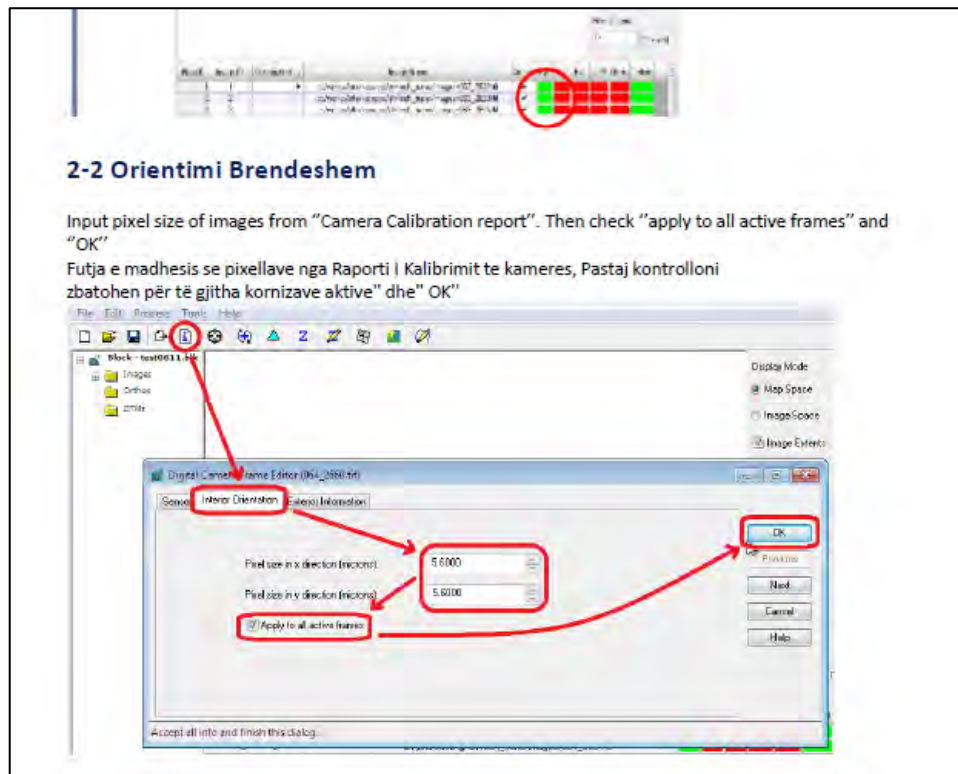 2-2 Orientimi Brendeshem
Input pixel size of images from “Camera Calibration report”. Then check “apply to all active frames” and
“OK”
Futja e madhesis se pixellave nga Raporti i Kalibrimit te kameres, Pastaj kontrolloni
zbatohen për të gjitha kornizave aktive" dhe" OK"
File Edit Process Tools Help
Block - test0611.blk
Images
Orthos
DTMs
Display Mode
Map Space
Image Space
Image Extents
Digital Camera Frame Editor
Sensor Interior Orientation Exterior Information
Pixel size in x direction (microns) 5.6000
Pixel size in y direction (microns) 5.6000
Apply to all active frames
OK
Previous
Next
Cancel
Help
Accept all info and finish this dialog.